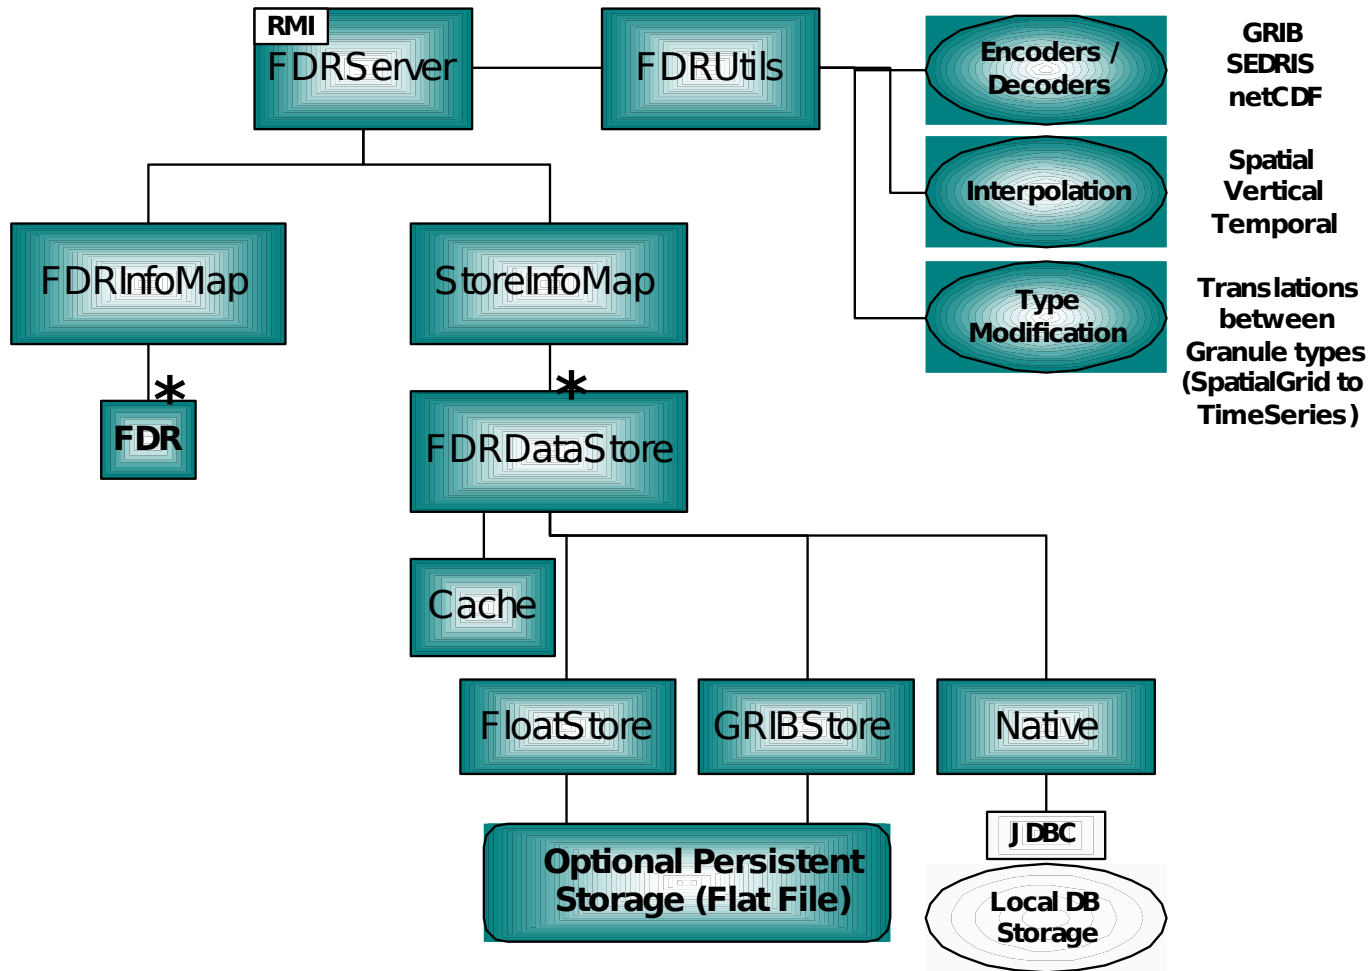 RMI
FDRServer
FDRUtils
Encoders /
Decoders
GRIB
SEDRIS
netCDF
Interpolation
Spatial
Vertical
Temporal
FDRInfoMap
StoreInfoMap
Type
Modification
Translations
between
Granule types
(SpatialGrid to
TimeSeries)
*
FDR
*
FDRDataStore
Cache
FloatStore
GRIBStore
Native
JDBC
Optional Persistent
Storage (Flat File)
Local DB
Storage